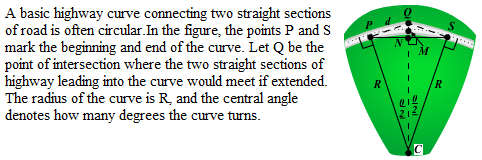 A basic highway curve connecting two straight sections
of road is often circular.In the figure, the points P and S
mark the beginning and end of the curve. Let Q be the
point of intersection where the two straight sections of
highway leading into the curve would meet if extended.
The radius of the curve is R, and the central angle
denotes how many degrees the curve turns.
Q
P d S
N M
R R
θ θ
2 2
C